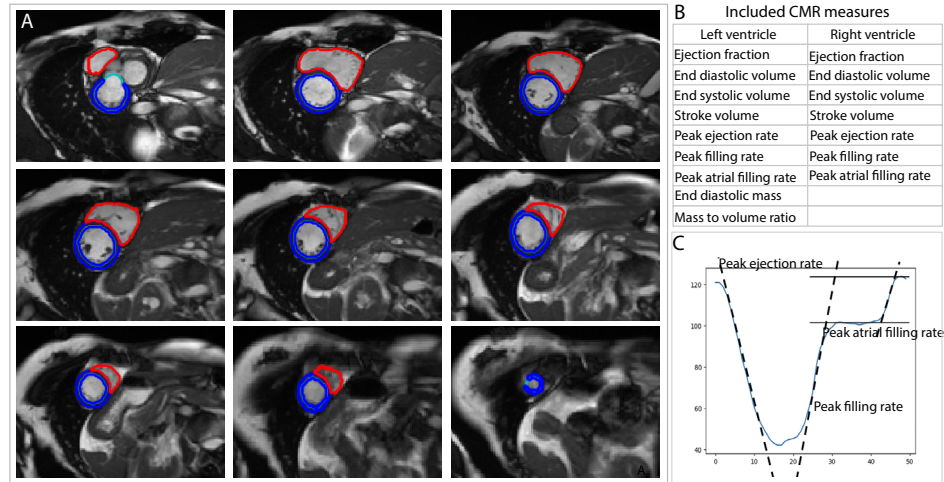 A
B
Included CMR measures
Left ventricle Right ventricle
Ejection fraction Ejection fraction
End diastolic volume End diastolic volume
End systolic volume End systolic volume
Stroke volume Stroke volume
Peak ejection rate Peak ejection rate
Peak filling rate Peak filling rate
Peak atrial filling rate Peak atrial filling rate
End diastolic mass
Mass to volume ratio
C
Peak ejection rate
120
100
Peak atrial filling rate
80
60
Peak filling rate
40
0 10 20 30 40 50
A